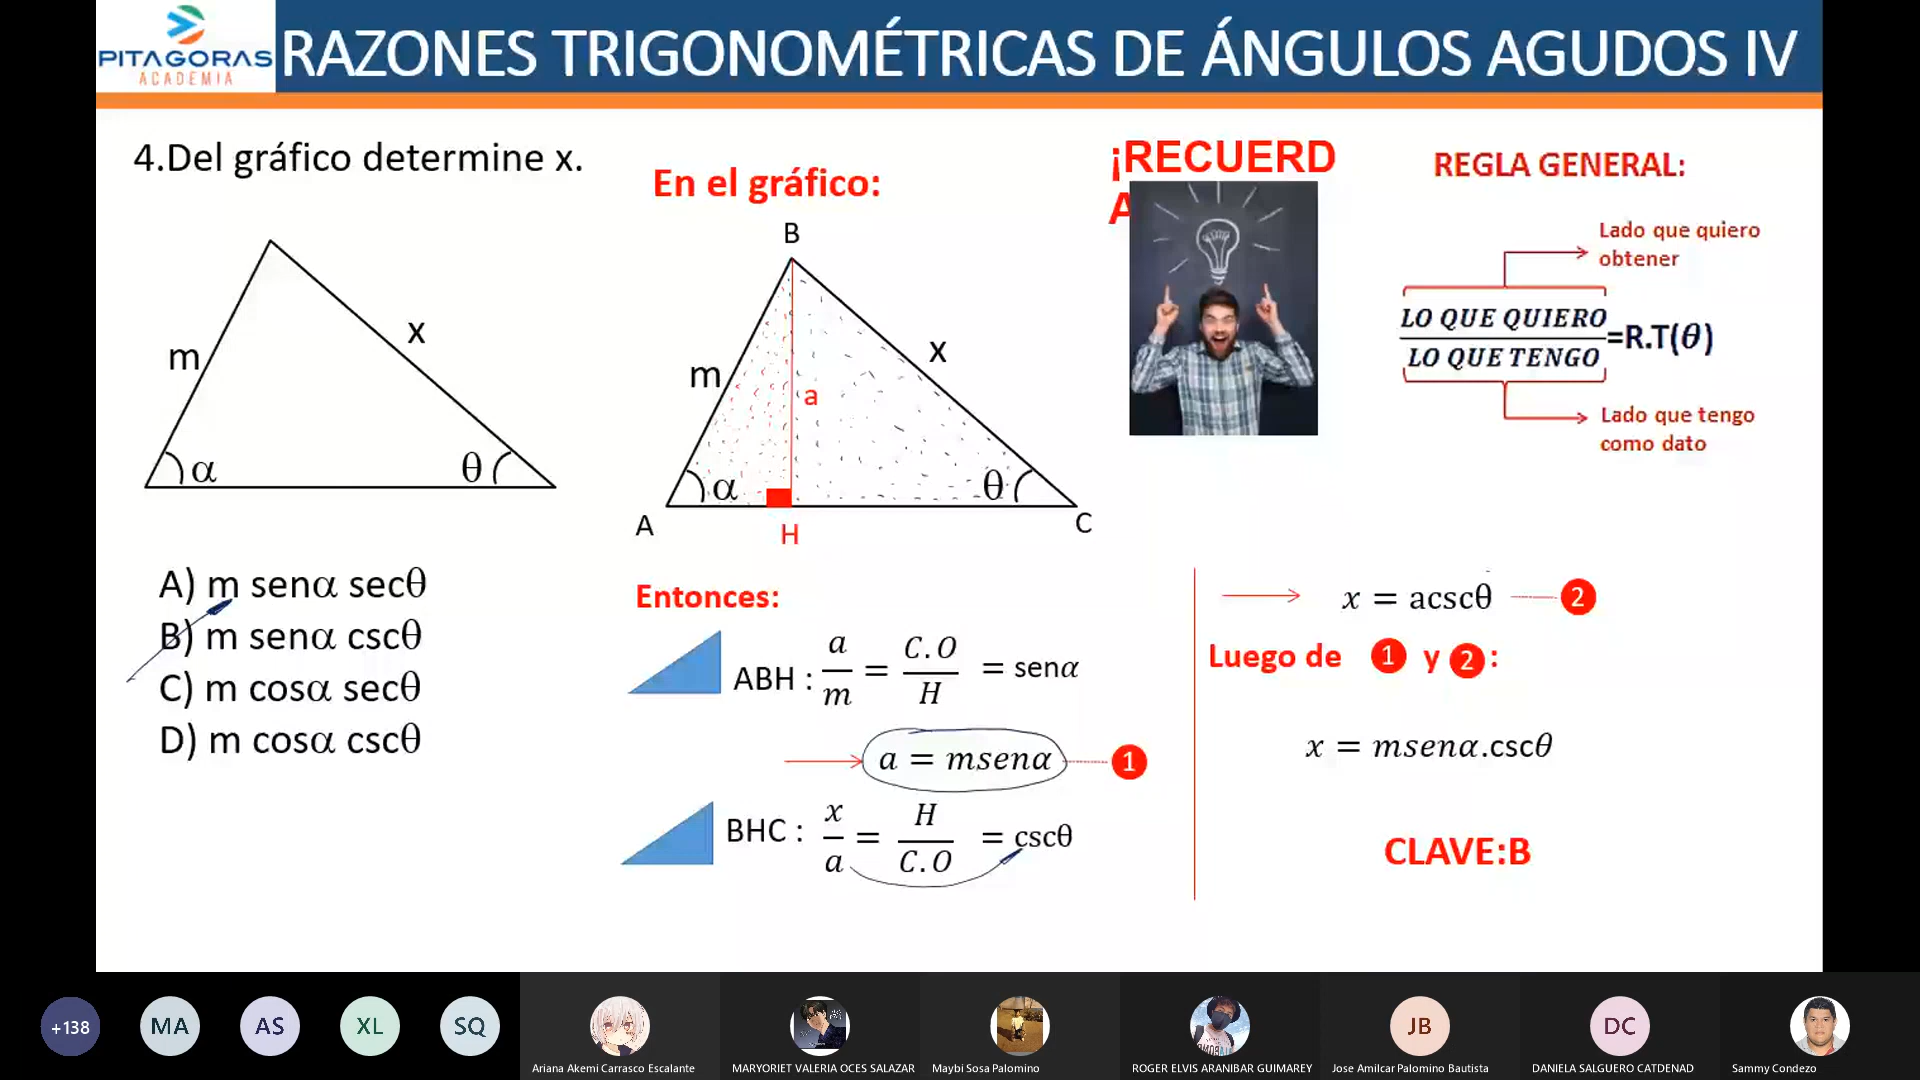 PITAGORAS
ACADEMIA
RAZONES TRIGONOMÉTRICAS DE ÁNGULOS AGUDOS IV
4.Del gráfico determine x.
m
x
α
θ
A) m senα secθ
B) m senα cscθ
C) m cosα secθ
D) m cosα cscθ
En el gráfico:
B
m
x
a
α
θ
A
H
C
¡RECUERD
A
REGLA GENERAL:
Lado que quiero
obtener
LO QUE QUIERO
LO QUE TENGO
=R.T(θ)
Lado que tengo
como dato
Entonces:
ABH : a/m = C.O/H = senα
a = msenα 1
BHC : x/a = H/C.O = cscθ
x = acscθ 2
Luego de 1 y 2 :
x = msenα.cscθ
CLAVE:B
+138
MA
AS
XL
SQ
Ariana Akemi Carrasco Escalante
MARYORIET VALERIA OCES SALAZAR
Maybi Sosa Palomino
ROGER ELVIS ARANIBAR GUIMAREY
JB
Jose Amilcar Palomino Bautista
DC
DANIELA SALGUERO CATDENAD
Sammy Condezo